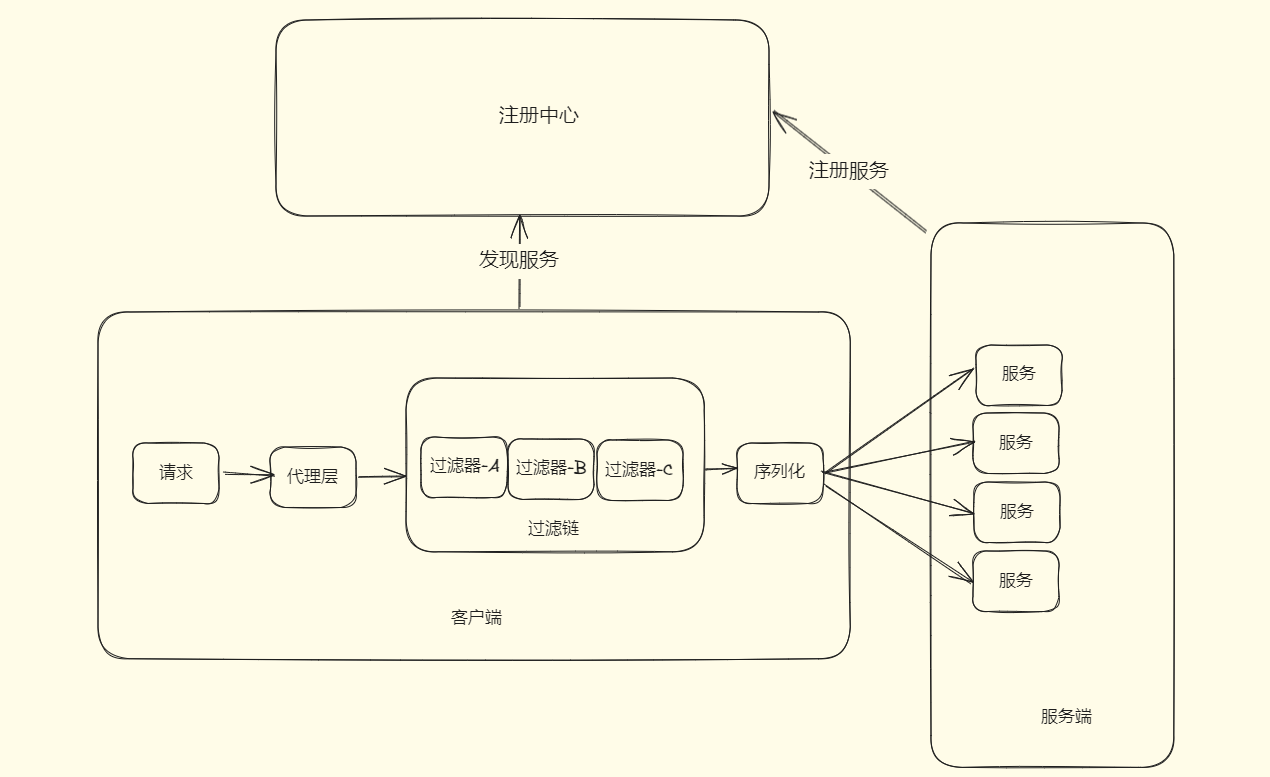 注册中心
注册服务
发现服务
请求
代理层
过滤器-A
过滤器-B
过滤器-C
过滤链
序列化
客户端
服务
服务
服务
服务
服务端